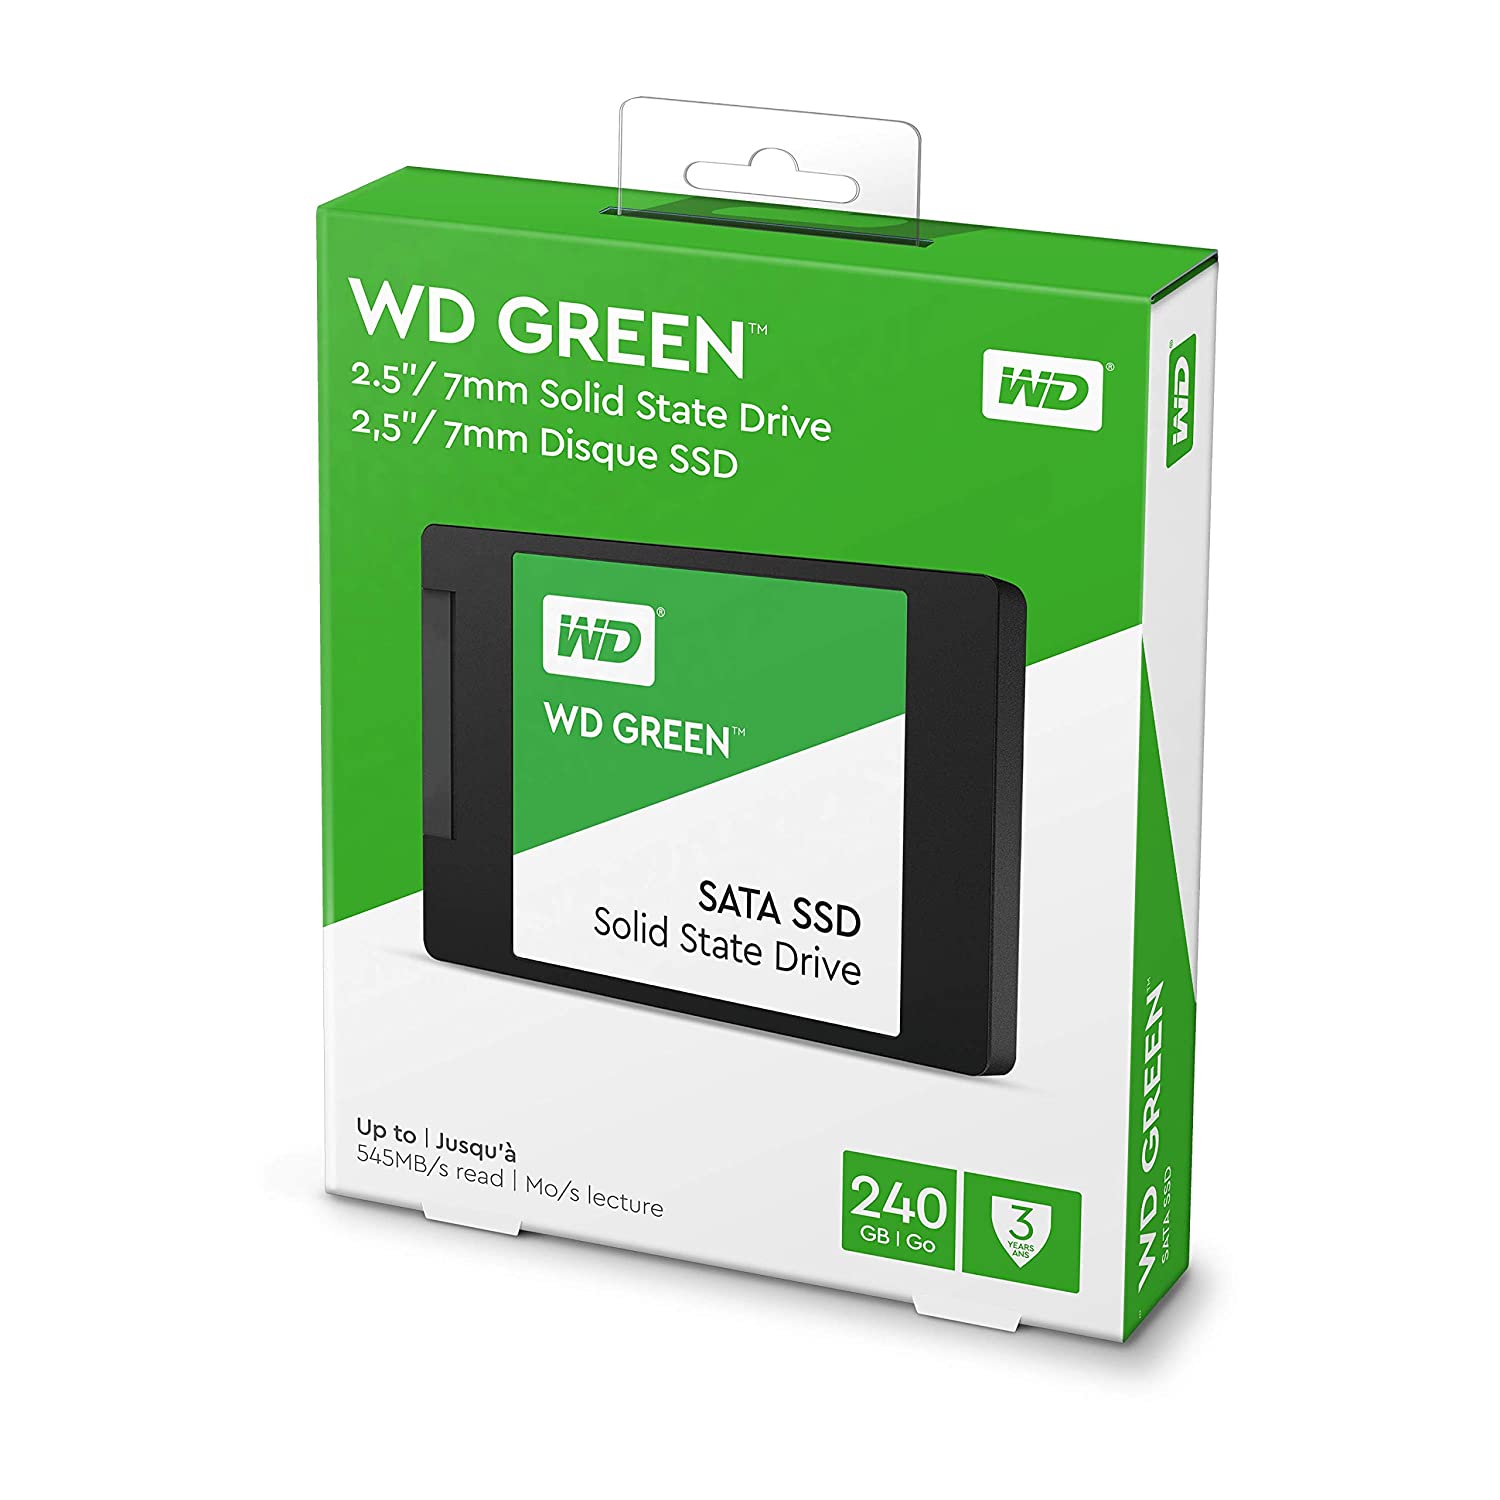 WD GREEN™
2.5"/ 7mm Solid State Drive
2,5"/ 7mm Disque SSD
WD®
WD®
WD®
WD GREEN™
SATA SSD
Solid State Drive
Up to | Jusqu'à
545MB/s read | Mo/s lecture
240
GB | Go
3
YEARS
ANS
WD GREEN™
SATA SSD